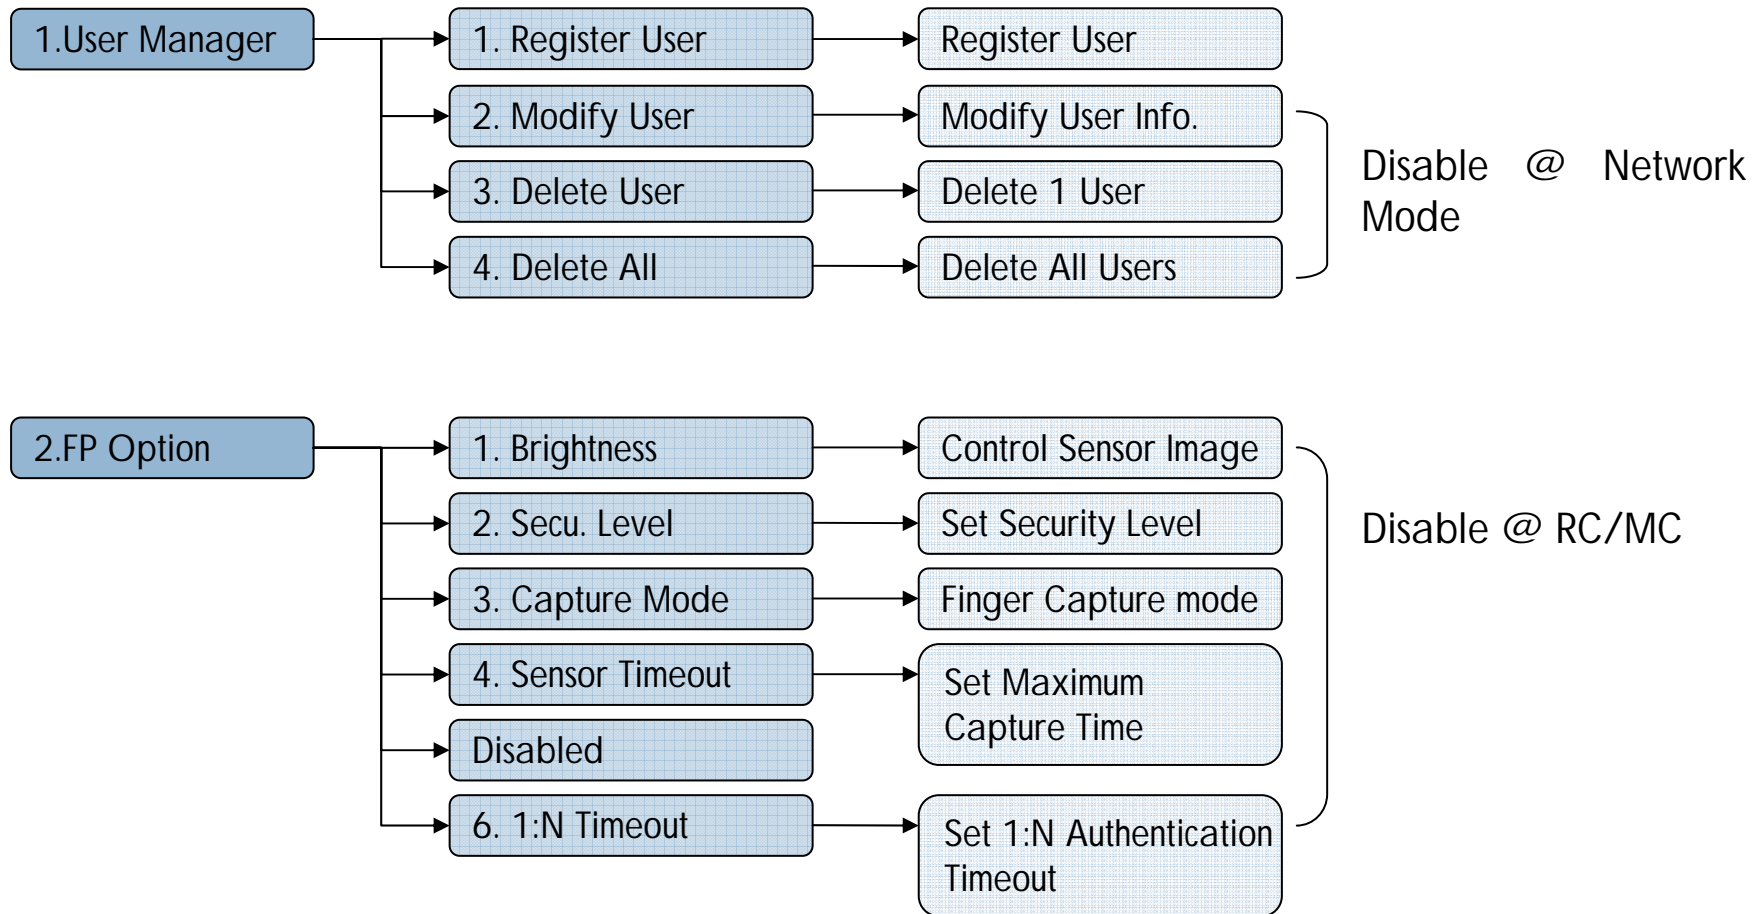 1.User Manager
1. Register User
Register User
2. Modify User
Modify User Info.
3. Delete User
Delete 1 User
4. Delete All
Delete All Users
Disable @ Network
Mode
2.FP Option
1. Brightness
Control Sensor Image
2. Secu. Level
Set Security Level
3. Capture Mode
Finger Capture mode
4. Sensor Timeout
Set Maximum
Capture Time
Disabled
6. 1:N Timeout
Set 1:N Authentication
Timeout
Disable @ RC/MC